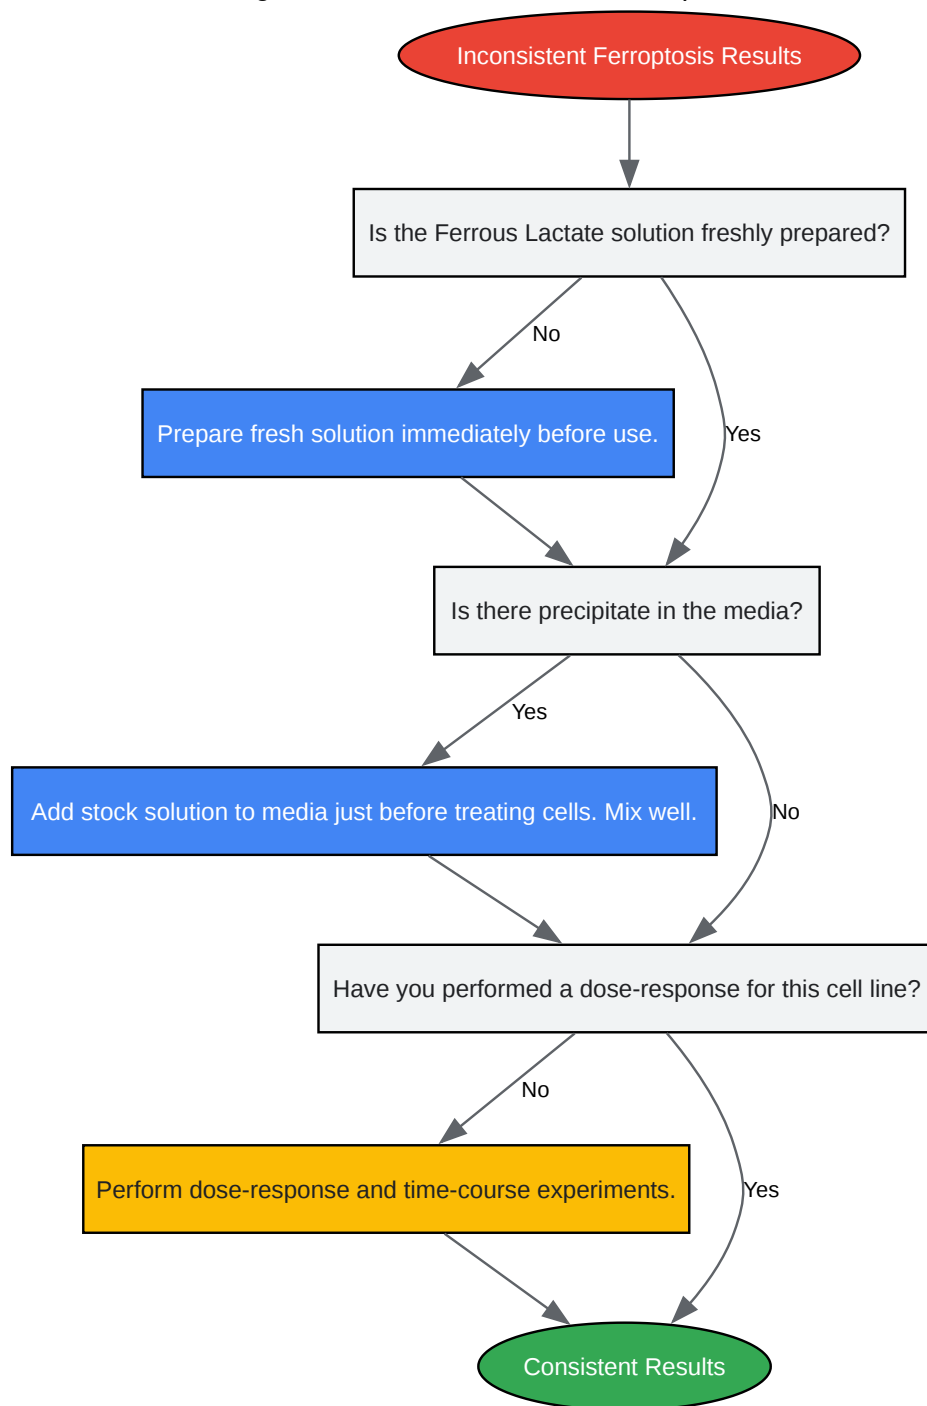 Inconsistent Ferroptosis Results
Is the Ferrous Lactate solution freshly prepared?
No
Prepare fresh solution immediately before use.
Yes
Is there precipitate in the media?
Yes
Add stock solution to media just before treating cells. Mix well.
No
Have you performed a dose-response for this cell line?
No
Perform dose-response and time-course experiments.
Yes
Consistent Results